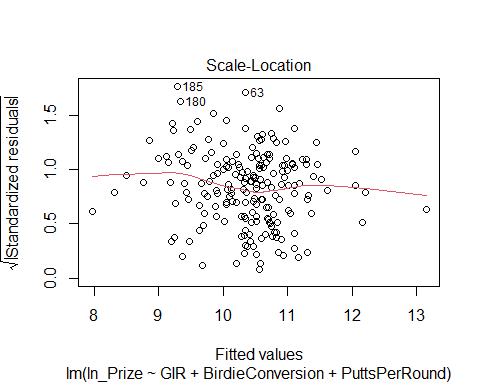 Scale-Location
√|Standardized residuals|
0.0 0.5 1.0 1.5
185
180
63
8 9 10 11 12 13
Fitted values
lm(ln_Prize ~ GIR + BirdieConversion + PuttsPerRound)